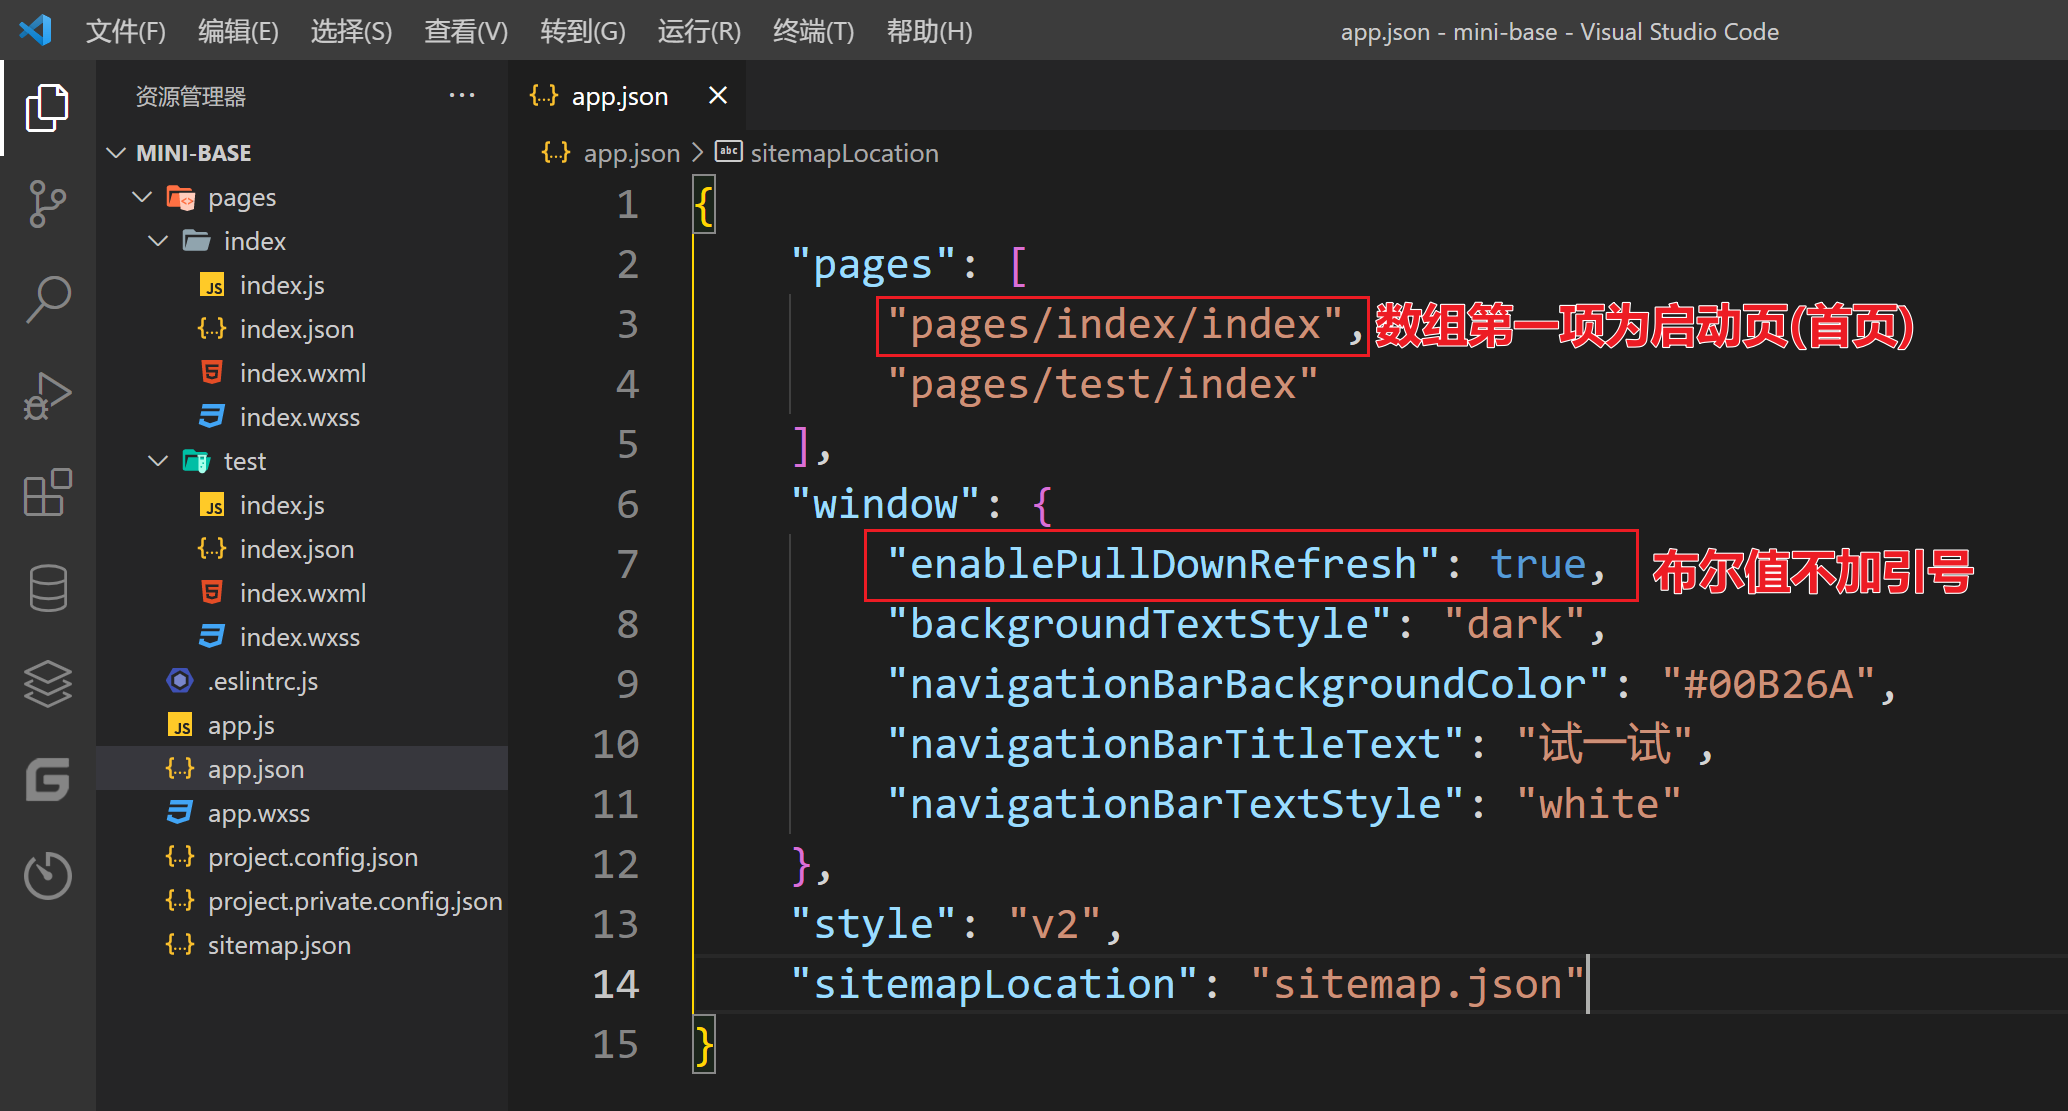 文件(F) 编辑(E) 选择(S) 查看(V) 转到(G) 运行(R) 终端(T) 帮助(H) app.json - mini-base - Visual Studio Code
资源管理器 ···
MINI-BASE
pages
index
JS index.js
{..} index.json
index.wxml
index.wxss
test
JS index.js
{..} index.json
index.wxml
index.wxss
.eslintrc.js
JS app.js
{..} app.json
app.wxss
{..} project.config.json
{..} project.private.config.json
{..} sitemap.json
{..} app.json ×
{..} app.json > abc sitemapLocation
1 {
2 "pages": [
3 "pages/index/index", 数组第一项为启动页(首页)
4 "pages/test/index"
5 ],
6 "window": {
7 "enablePullDownRefresh": true, 布尔值不加引号
8 "backgroundTextStyle": "dark",
9 "navigationBarBackgroundColor": "#00B26A",
10 "navigationBarTitleText": "试一试",
11 "navigationBarTextStyle": "white"
12 },
13 "style": "v2",
14 "sitemapLocation": "sitemap.json"
15 }